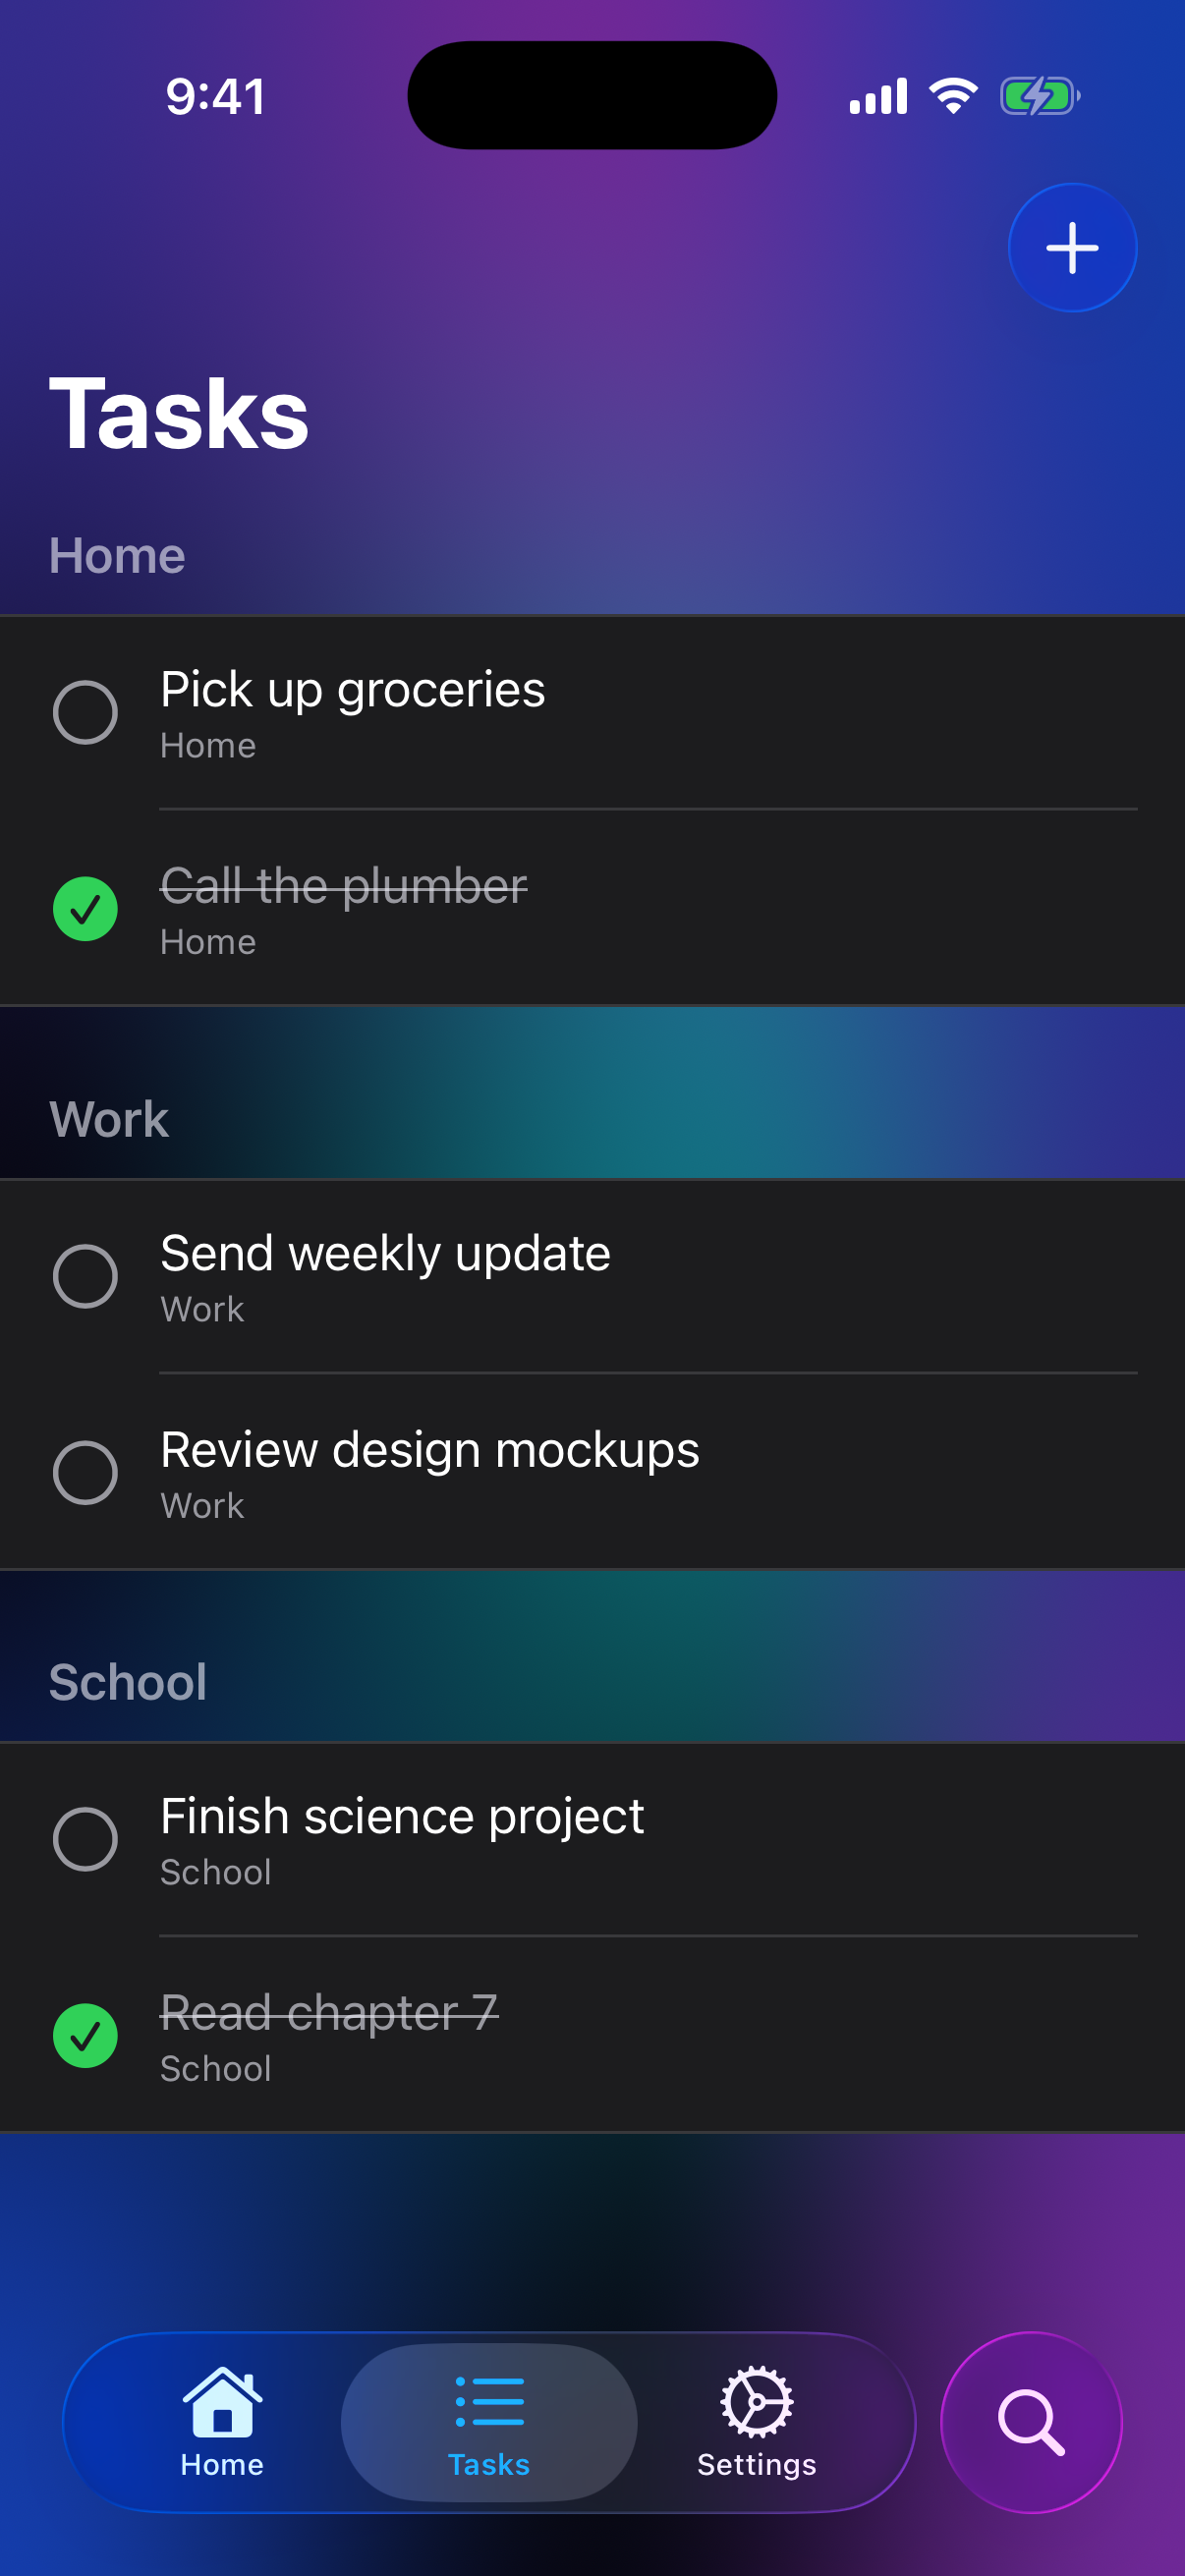 9:41
Tasks
Home
Pick up groceries
Home
Call the plumber
Home
Work
Send weekly update
Work
Review design mockups
Work
School
Finish science project
School
Read chapter 7
School
Home
Tasks
Settings